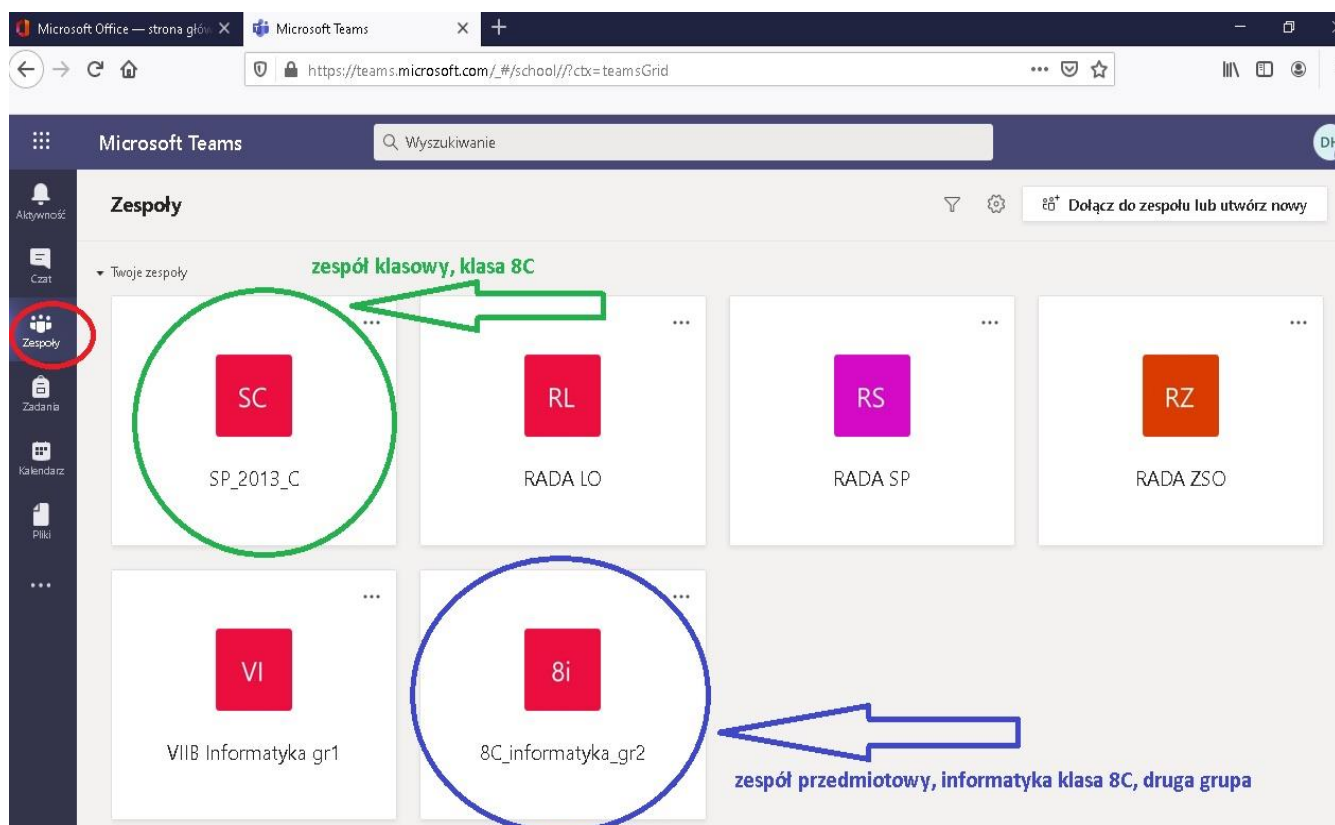 Microsoft Office — strona głów
Microsoft Teams
https://teams.microsoft.com/_#/school//?ctx=teamsGrid
Microsoft Teams
Wyszukiwanie
DH
Aktywność
Zespoły
Dołącz do zespołu lub utwórz nowy
Czat
Twoje zespoły
zespół klasowy, klasa 8C
Zespoły
Zadania
Kalendarz
Pliki
SC
SP_2013_C
RL
RADA LO
RS
RADA SP
RZ
RADA ZSO
VI
VIIB Informatyka gr1
8i
8C_informatyka_gr2
zespół przedmiotowy, informatyka klasa 8C, druga grupa